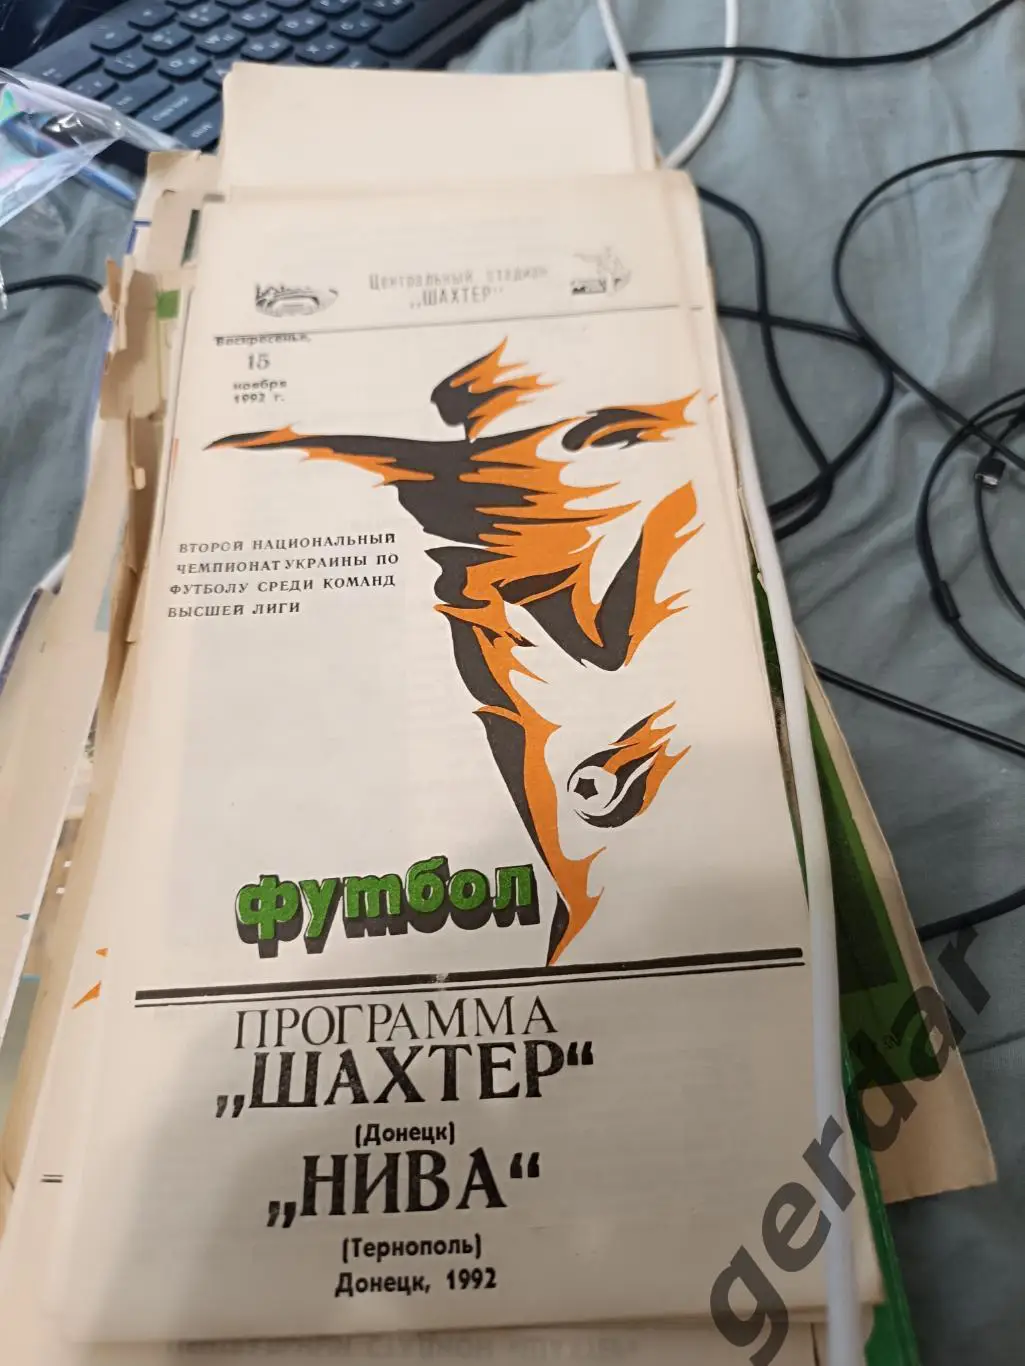 Центральный стадион
„ШАХТЕР“
Воскресенье,
15
ноября
1992 г.
ВТОРОЙ НАЦИОНАЛЬНЫЙ
ЧЕМПИОНАТ УКРАИНЫ ПО
ФУТБОЛУ СРЕДИ КОМАНД
ВЫСШЕЙ ЛИГИ
футбол
ПРОГРАММА
„ШАХТЕР“
(Донецк)
„НИВА“
(Тернополь)
Донецк, 1992
gerdar